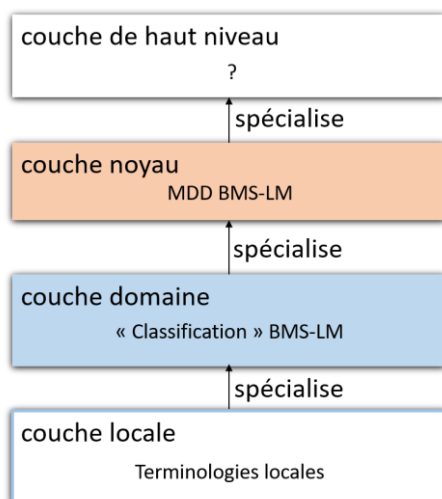 couche de haut niveau
?
spécialise
couche noyau
MDD BMS-LM
spécialise
couche domaine
« Classification » BMS-LM
spécialise
couche locale
Terminologies locales